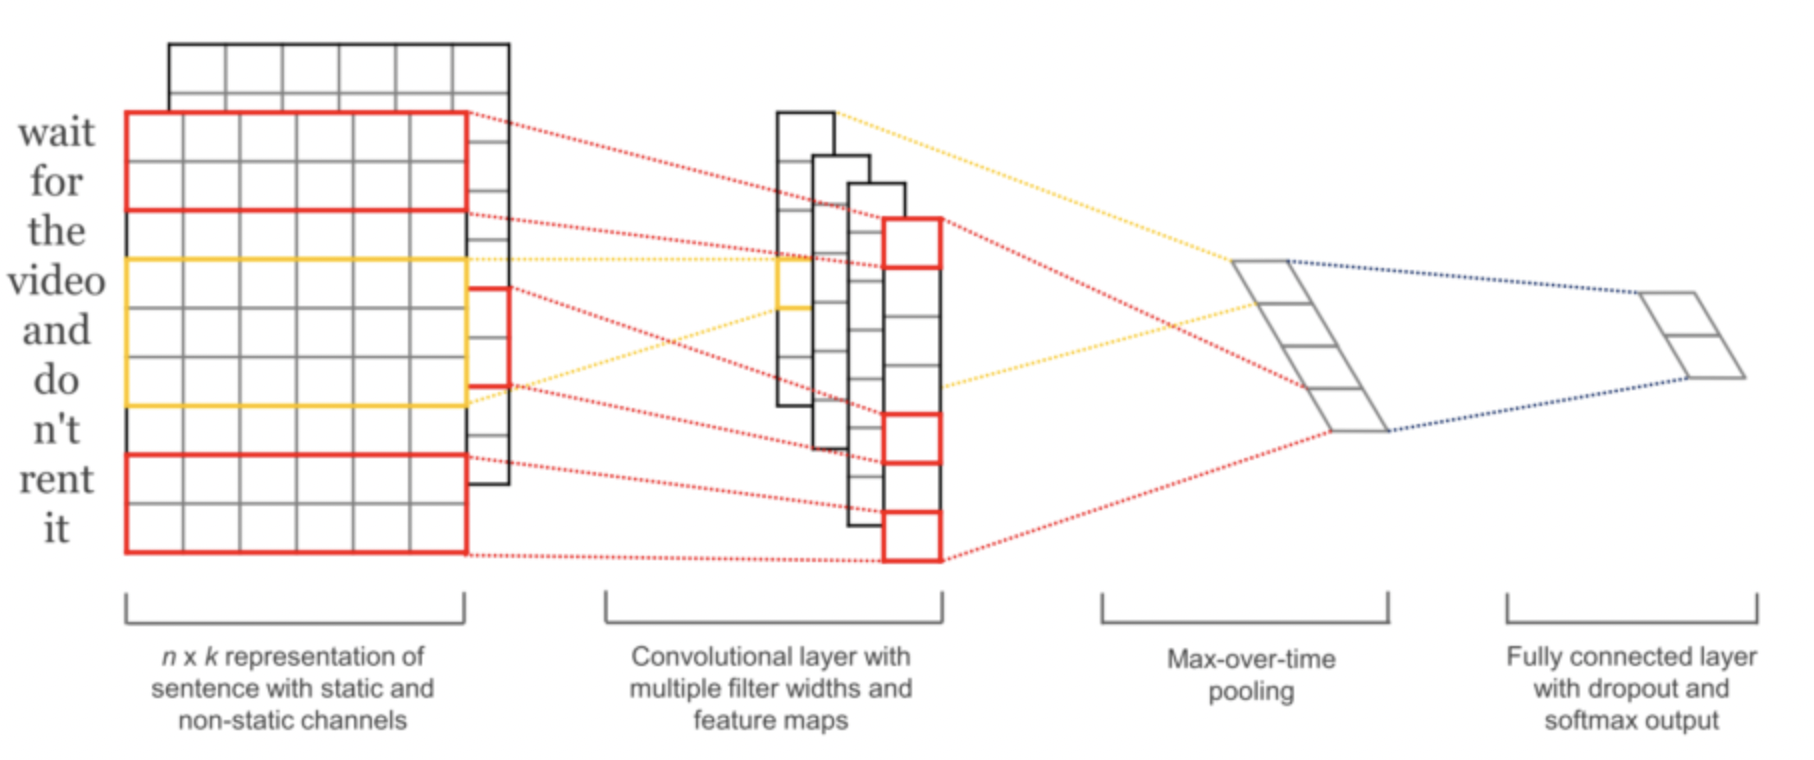 wait
for
the
video
and
do
n't
rent
it
n x k representation of
sentence with static and
non-static channels
Convolutional layer with
multiple filter widths and
feature maps
Max-over-time
pooling
Fully connected layer
with dropout and
softmax output